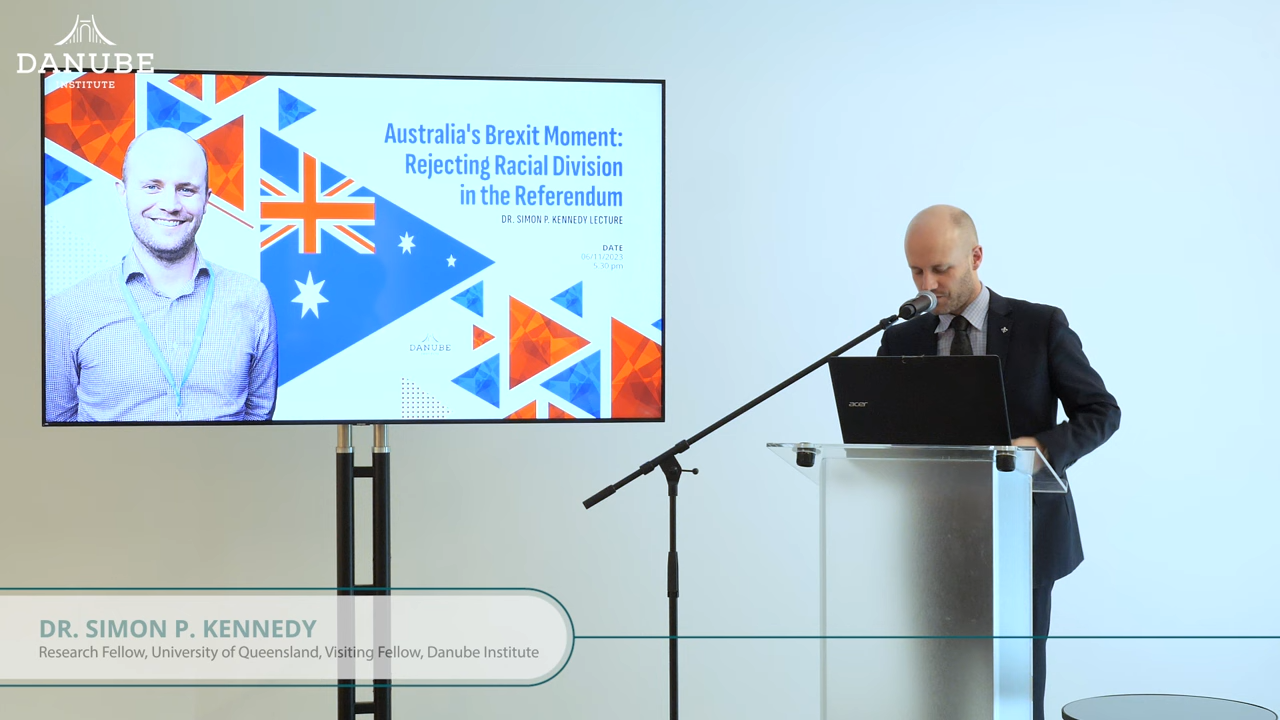 DANUBE
INSTITUTE
Australia's Brexit Moment:
Rejecting Racial Division
in the Referendum
DR. SIMON P. KENNEDY LECTURE
DATE
06/11/2023
5:30 pm
DANUBE
acer
DR. SIMON P. KENNEDY
Research Fellow, University of Queensland, Visiting Fellow, Danube Institute